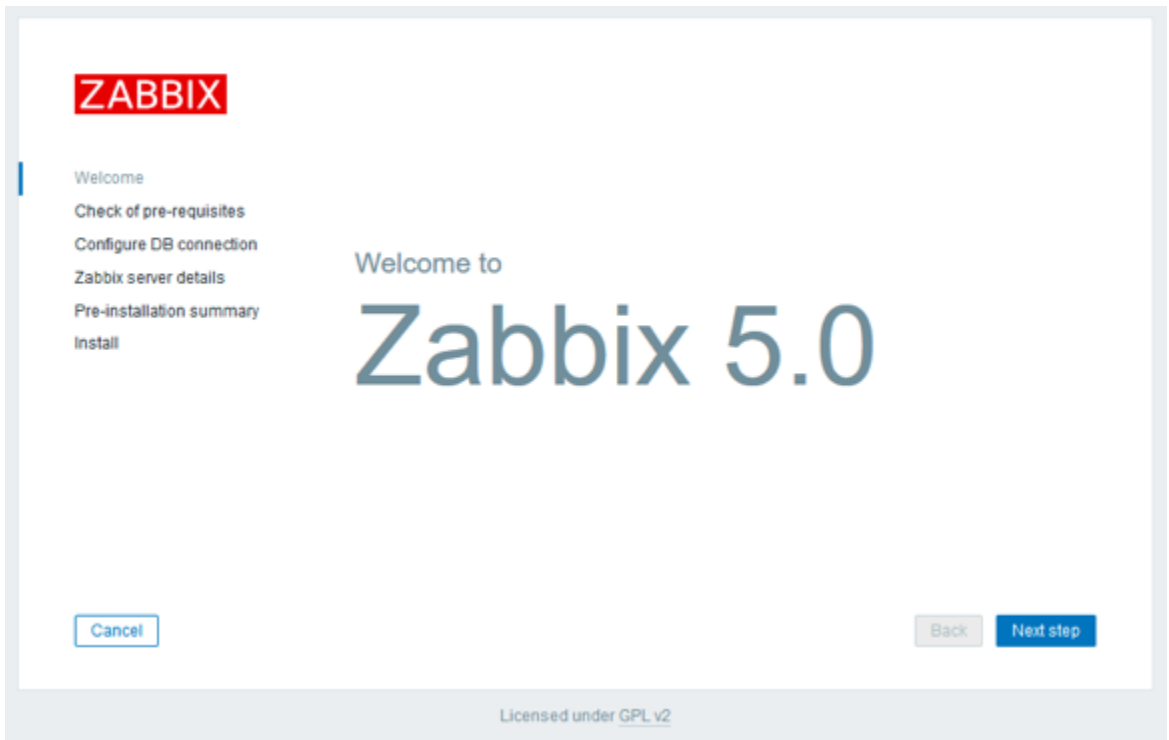 ZABBIX
Welcome
Check of pre-requisites
Configure DB connection
Zabbix server details
Pre-installation summary
Install
Welcome to
Zabbix 5.0
Cancel
Back
Next step
Licensed under GPL v2